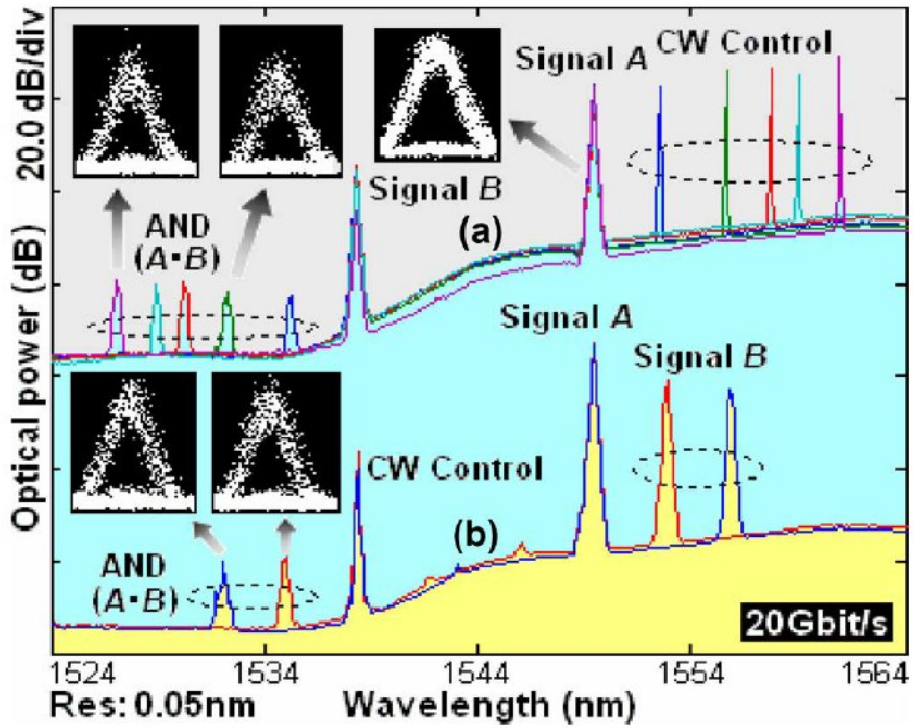 20.0 dB/div
Optical power (dB)
Signal A
CW Control
Signal B
(a)
AND
(A·B)
Signal A
Signal B
CW Control
(b)
AND
(A·B)
20Gbit/s
1524
1534
1544
1554
1564
Res: 0.05nm
Wavelength (nm)